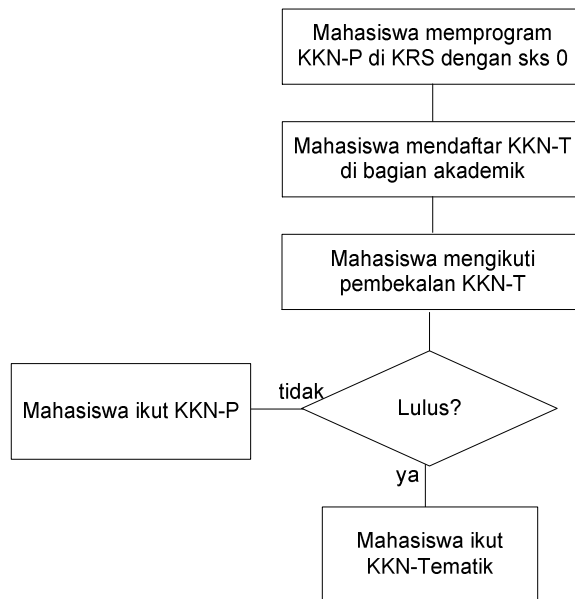 Mahasiswa memprogram
KKN-P di KRS dengan sks 0
Mahasiswa mendaftar KKN-T
di bagian akademik
Mahasiswa mengikuti
pembekalan KKN-T
tidak
Mahasiswa ikut KKN-P
Lulus?
ya
Mahasiswa ikut
KKN-Tematik